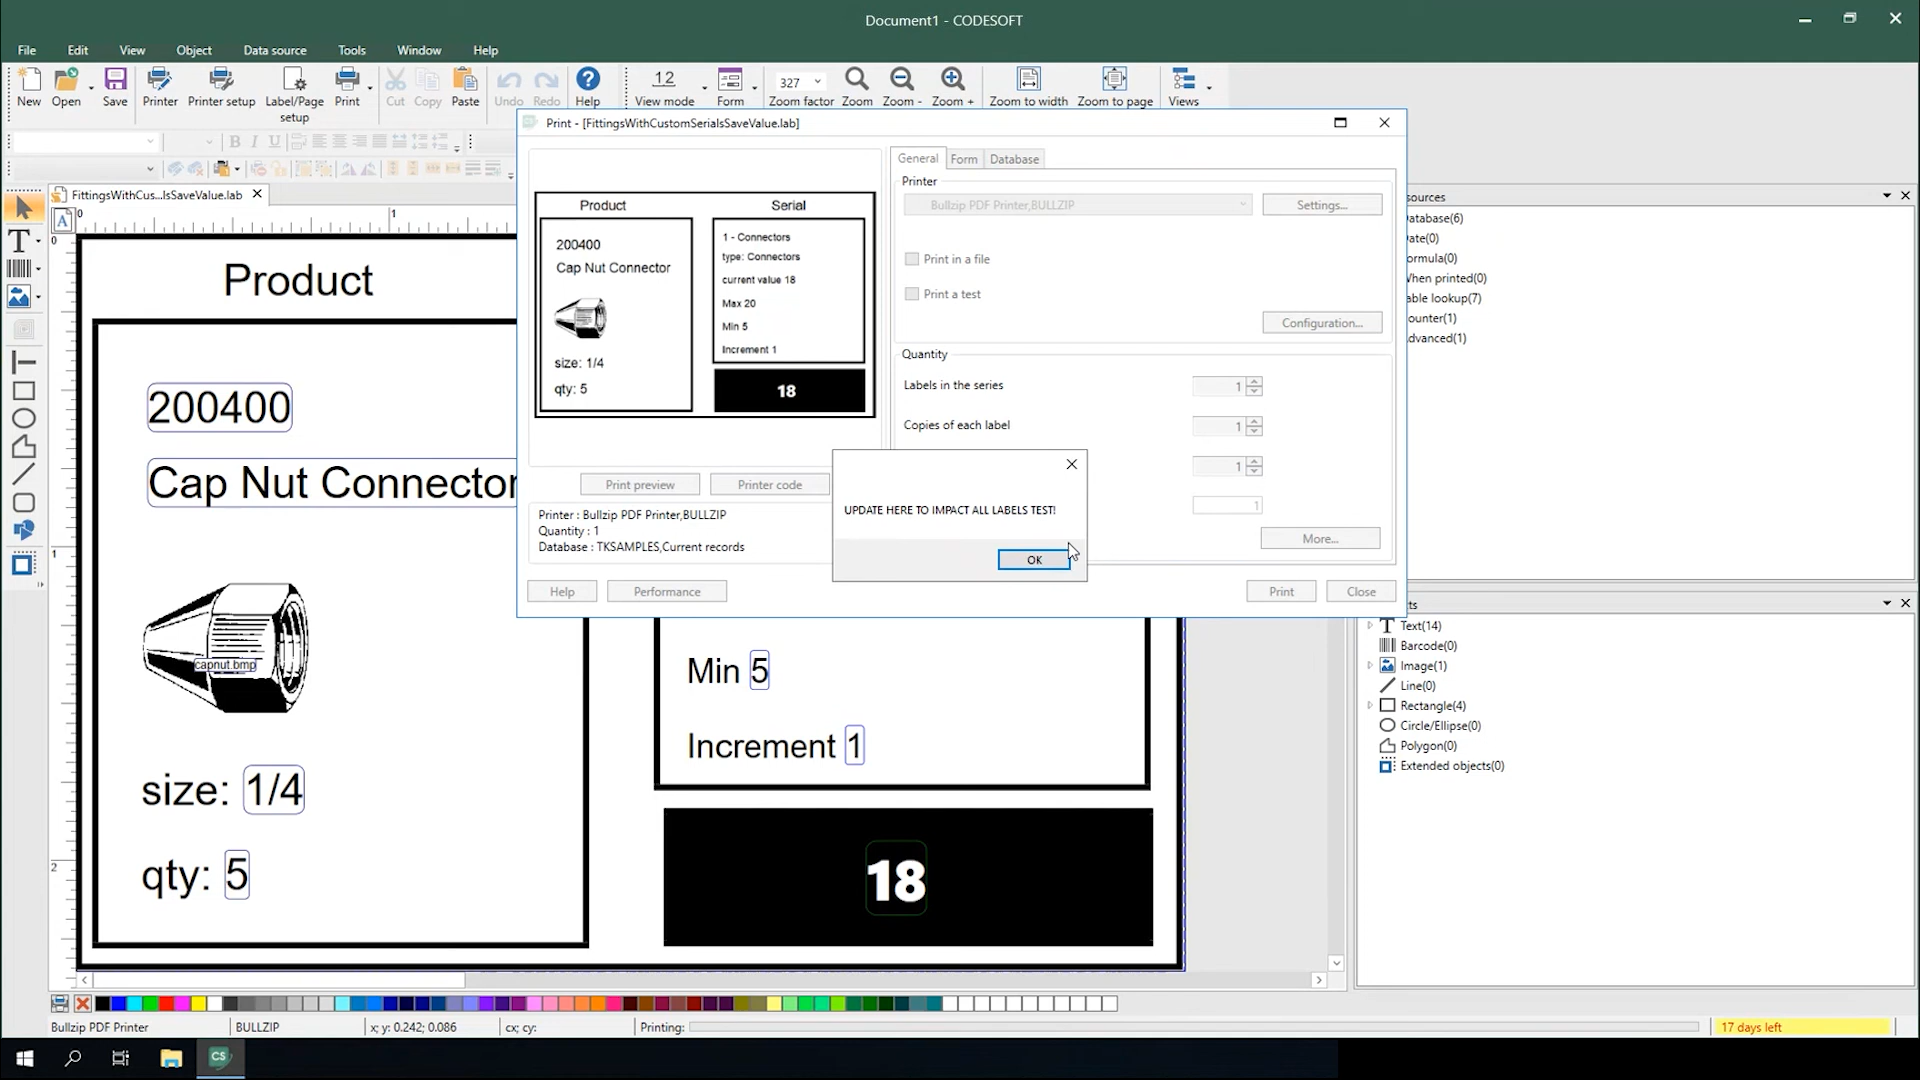 Document1 - CODESOFT
File Edit View Object Data source Tools Window Help
New Open Save Printer Printer setup Label/Page setup Print Cut Copy Paste Undo Redo Help 12 View mode Form 327 Zoom factor Zoom Zoom - Zoom + Zoom to width Zoom to page Views
B I U
FittingsWithCus...lsSaveValue.lab
0 1
0
1
2
Product
200400
Cap Nut Connector
capnut.bmp
size: 1/4
qty: 5
Min 5
Increment 1
18
Print - [FittingsWithCustomSerialsSaveValue.lab]
Product Serial
200400
Cap Nut Connector
size: 1/4
qty: 5
1 - Connectors
type: Connectors
current value 18
Max 20
Min 5
Increment 1
18
Print preview Printer code
Printer : Bullzip PDF Printer,BULLZIP
Quantity : 1
Database : TKSAMPLES,Current records
Help Performance
General Form Database
Printer
Bullzip PDF Printer,BULLZIP Settings...
Print in a file
Print a test
Configuration...
Quantity
Labels in the series 1
Copies of each label 1
1
1
More...
Print Close
UPDATE HERE TO IMPACT ALL LABELS TEST!
OK
ources
atabase(6)
ate(0)
ormula(0)
When printed(0)
able lookup(7)
ounter(1)
dvanced(1)
ts
Text(14)
Barcode(0)
Image(1)
Line(0)
Rectangle(4)
Circle/Ellipse(0)
Polygon(0)
Extended objects(0)
Bullzip PDF Printer BULLZIP x; y: 0.242; 0.086 cx; cy: Printing: 17 days left
CS